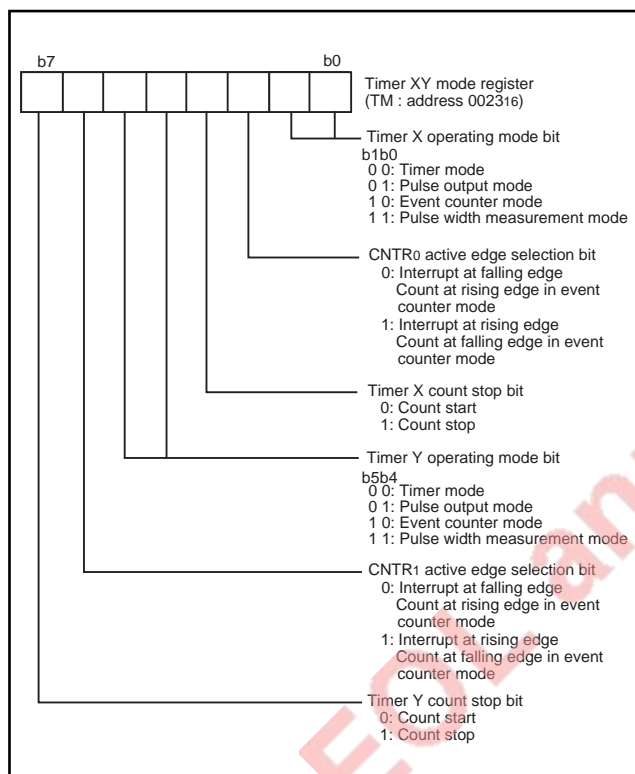 b7 b0
Timer XY mode register
(TM : address 002316)
Timer X operating mode bit
b1b0
0 0: Timer mode
0 1: Pulse output mode
1 0: Event counter mode
1 1: Pulse width measurement mode
CNTR0 active edge selection bit
0: Interrupt at falling edge
Count at rising edge in event
counter mode
1: Interrupt at rising edge
Count at falling edge in event
counter mode
Timer X count stop bit
0: Count start
1: Count stop
Timer Y operating mode bit
b5b4
0 0: Timer mode
0 1: Pulse output mode
1 0: Event counter mode
1 1: Pulse width measurement mode
CNTR1 active edge selection bit
0: Interrupt at falling edge
Count at rising edge in event
counter mode
1: Interrupt at rising edge
Count at falling edge in event
counter mode
Timer Y count stop bit
0: Count start
1: Count stop
EOL an